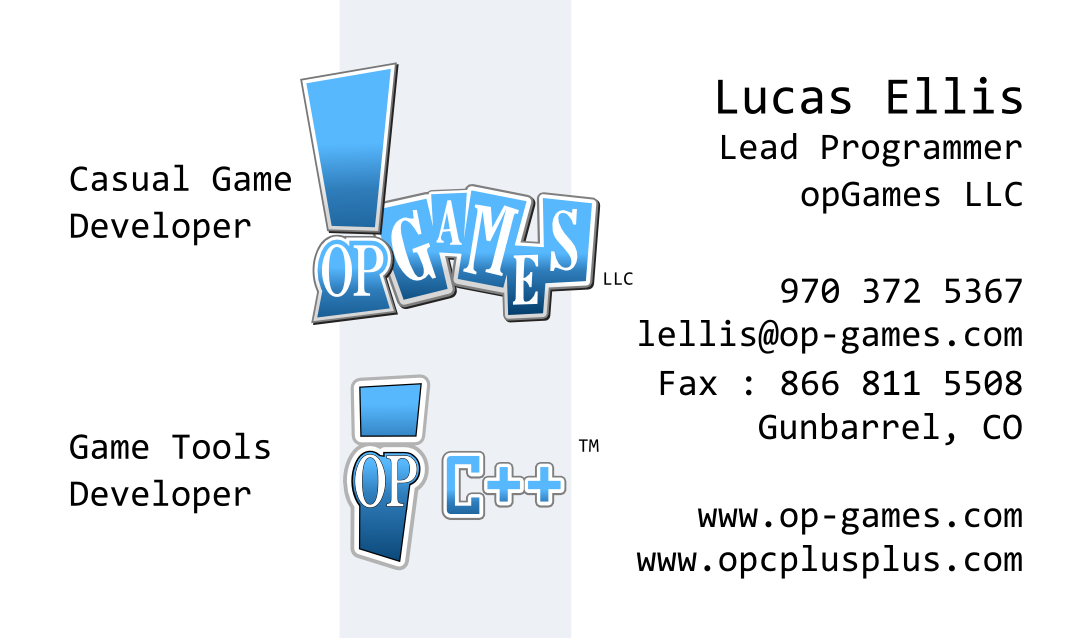 Casual Game
Developer
OPGAMES
LLC
Game Tools
Developer
OP C++
TM
Lucas Ellis
Lead Programmer
opGames LLC
970 372 5367
lellis@op-games.com
Fax : 866 811 5508
Gunbarrel, CO
www.op-games.com
www.opcplusplus.com